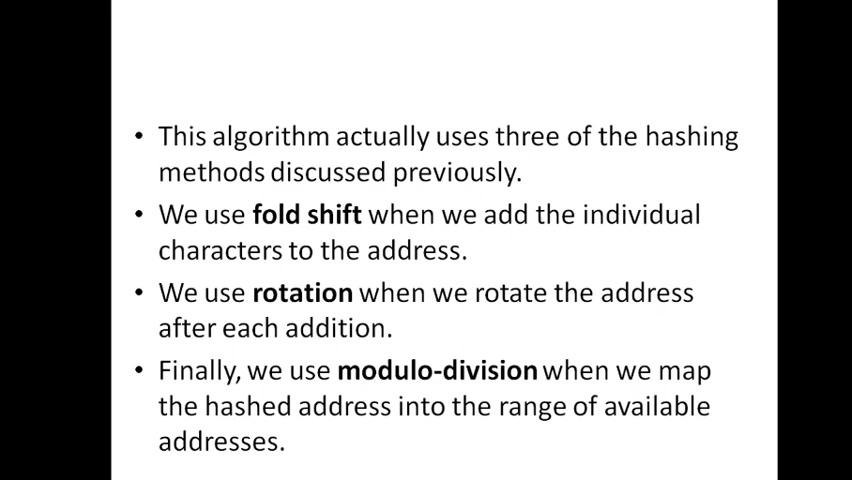 • This algorithm actually uses three of the hashing
methods discussed previously.
• We use fold shift when we add the individual
characters to the address.
• We use rotation when we rotate the address
after each addition.
• Finally, we use modulo-division when we map
the hashed address into the range of available
addresses.